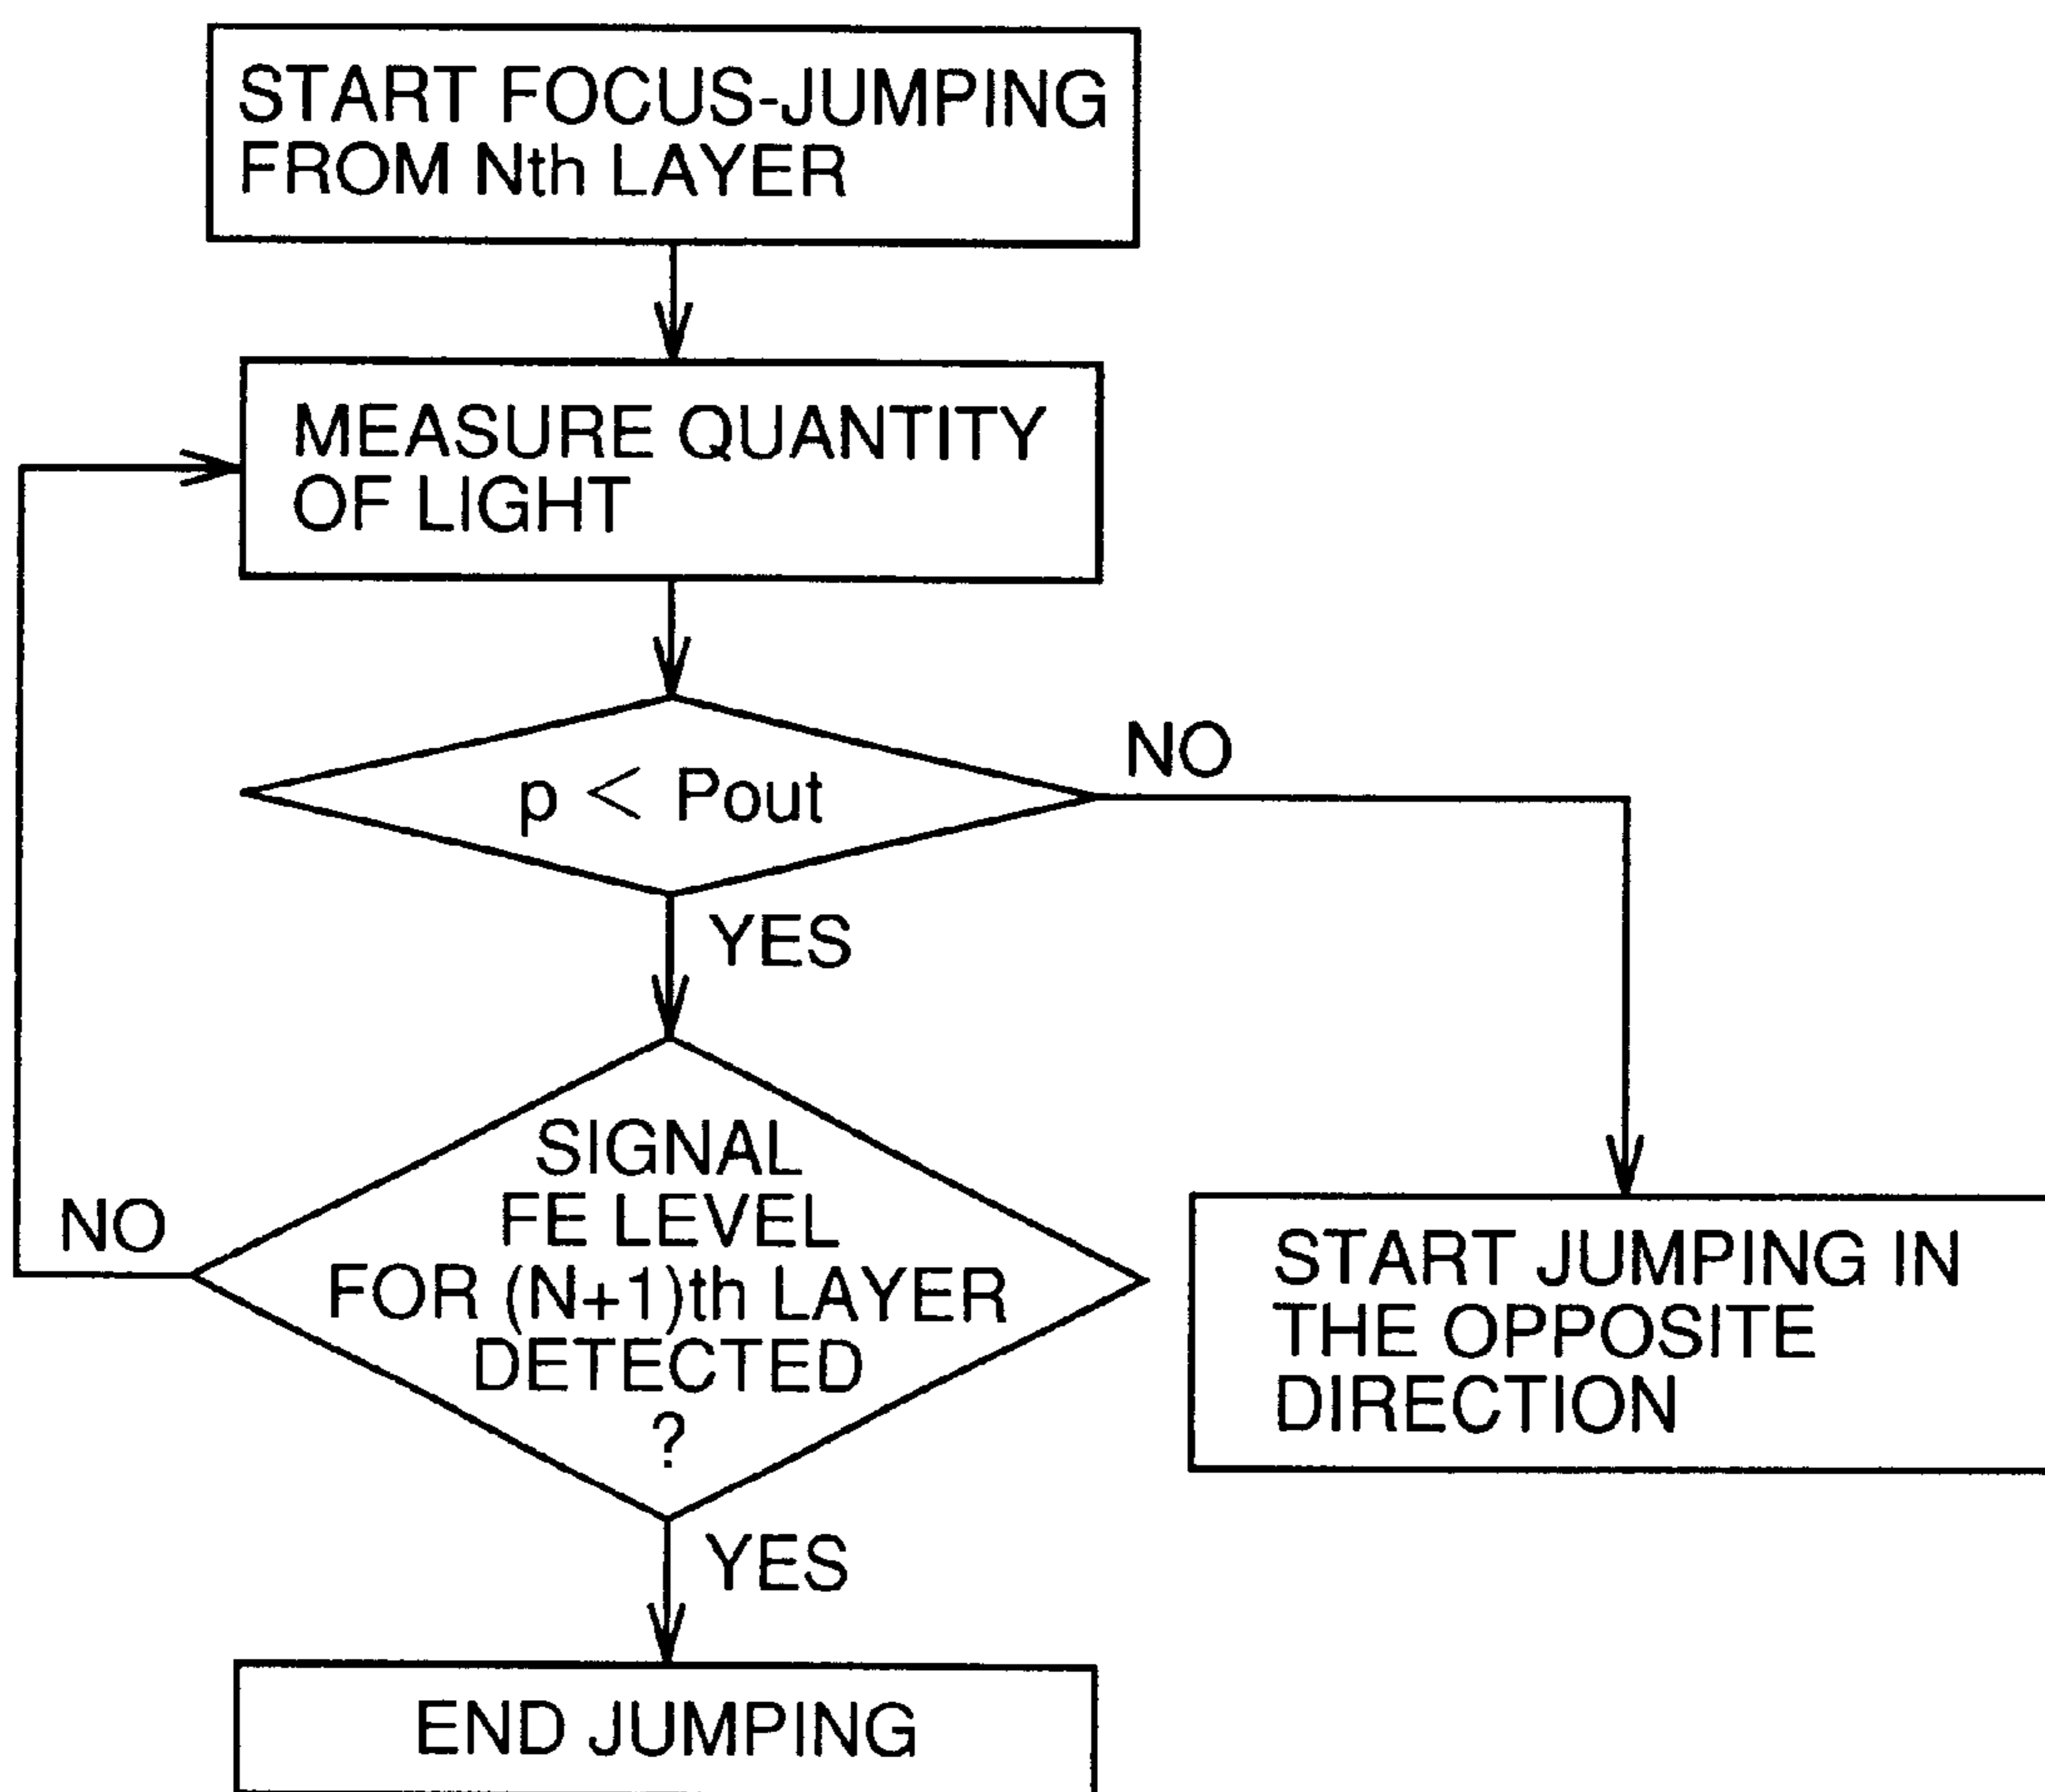 START FOCUS-JUMPING
FROM Nth LAYER
MEASURE QUANTITY
OF LIGHT
p < Pout
NO
YES
SIGNAL
FE LEVEL
FOR (N+1)th LAYER
DETECTED
?
NO
START JUMPING IN
THE OPPOSITE
DIRECTION
YES
END JUMPING